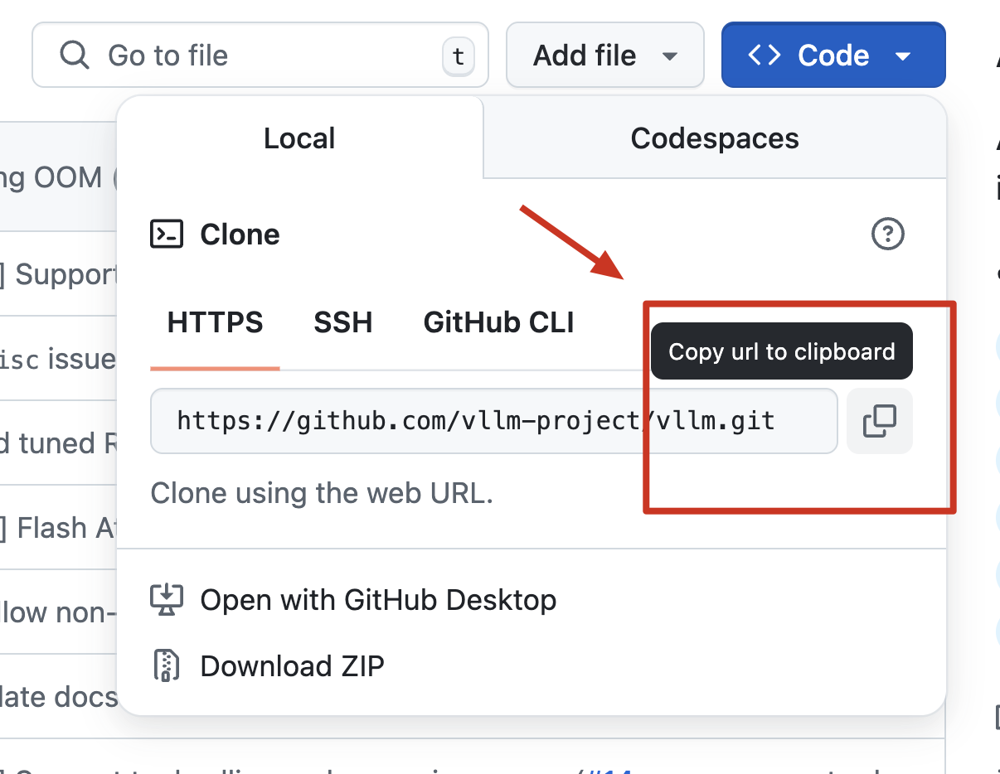 Go to file t Add file Code
Local Codespaces
ng OOM (
Clone
] Support
HTTPS SSH GitHub CLI
Copy url to clipboard
isc issue
https://github.com/vllm-project/vllm.git
d tuned R
Clone using the web URL.
] Flash At
Open with GitHub Desktop
llow non-
Download ZIP
late docs
(#14